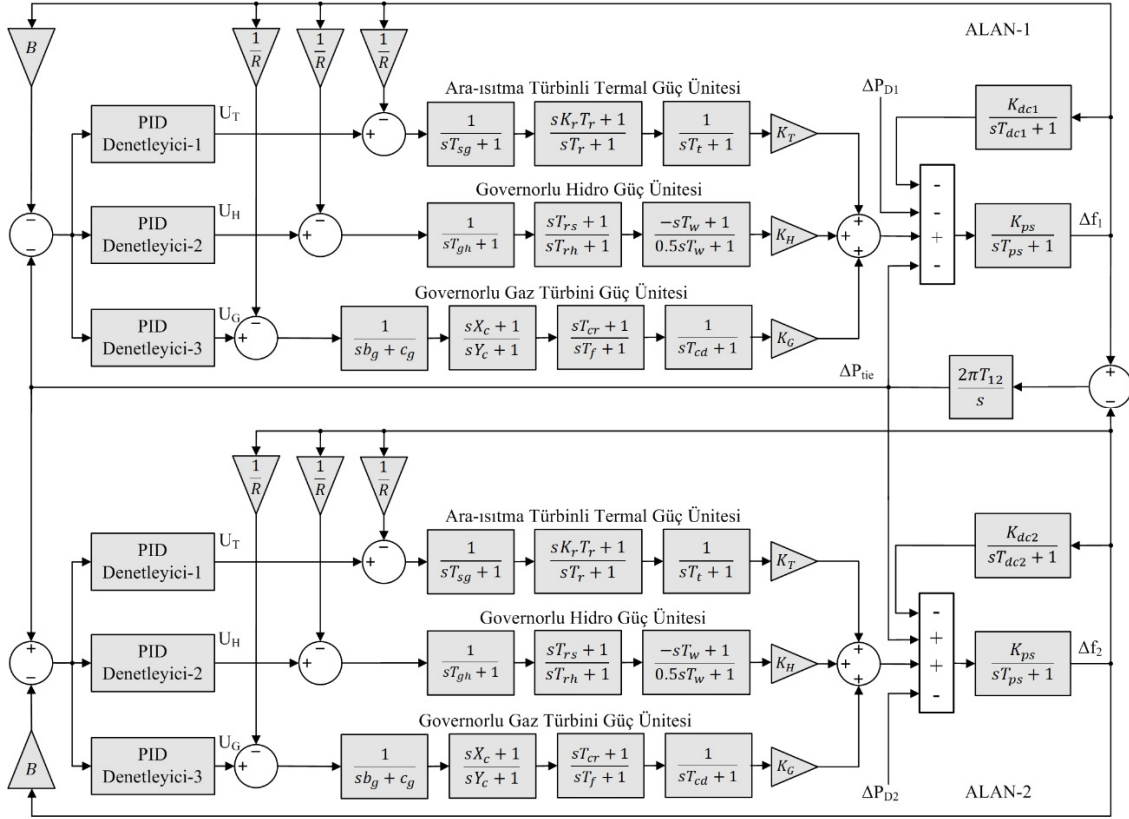 ALAN-1
B
1/R
1/R
1/R
Ara-ısıtma Türbinli Termal Güç Ünitesi
ΔP_D1
K_dc1/(sT_dc1 + 1)
PID
Denetleyici-1
U_T
+
−
1/(sT_sg + 1)
(sK_rT_r + 1)/(sT_r + 1)
1/(sT_t + 1)
K_T
Governorlu Hidro Güç Ünitesi
−
−
PID
Denetleyici-2
U_H
+
−
1/(sT_gh + 1)
(sT_rs + 1)/(sT_rh + 1)
(−sT_w + 1)/(0.5sT_w + 1)
K_H
+
+
+
-
-
+
-
K_ps/(sT_ps + 1)
Δf_1
Governorlu Gaz Türbini Güç Ünitesi
PID
Denetleyici-3
U_G
+
−
1/(sb_g + c_g)
(sX_c + 1)/(sY_c + 1)
(sT_cr + 1)/(sT_f + 1)
1/(sT_cd + 1)
K_G
ΔP_tie
2πT_12/s
+
−
1/R
1/R
1/R
Ara-ısıtma Türbinli Termal Güç Ünitesi
K_dc2/(sT_dc2 + 1)
PID
Denetleyici-1
U_T
+
−
1/(sT_sg + 1)
(sK_rT_r + 1)/(sT_r + 1)
1/(sT_t + 1)
K_T
Governorlu Hidro Güç Ünitesi
+
−
PID
Denetleyici-2
U_H
+
−
1/(sT_gh + 1)
(sT_rs + 1)/(sT_rh + 1)
(−sT_w + 1)/(0.5sT_w + 1)
K_H
+
+
+
-
+
+
-
K_ps/(sT_ps + 1)
Δf_2
Governorlu Gaz Türbini Güç Ünitesi
B
PID
Denetleyici-3
U_G
+
−
1/(sb_g + c_g)
(sX_c + 1)/(sY_c + 1)
(sT_cr + 1)/(sT_f + 1)
1/(sT_cd + 1)
K_G
ΔP_D2
ALAN-2